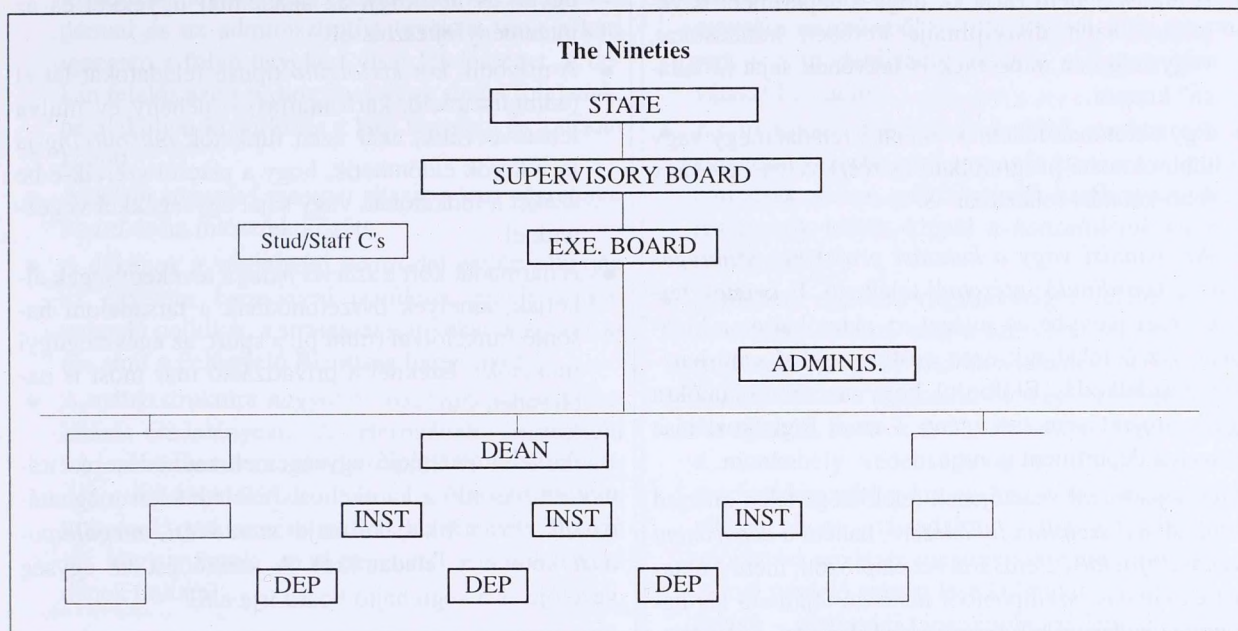 The Nineties
STATE
SUPERVISORY BOARD
Stud/Staff C's
EXE. BOARD
ADMINIS.
DEAN
INST
INST
INST
DEP
DEP
DEP